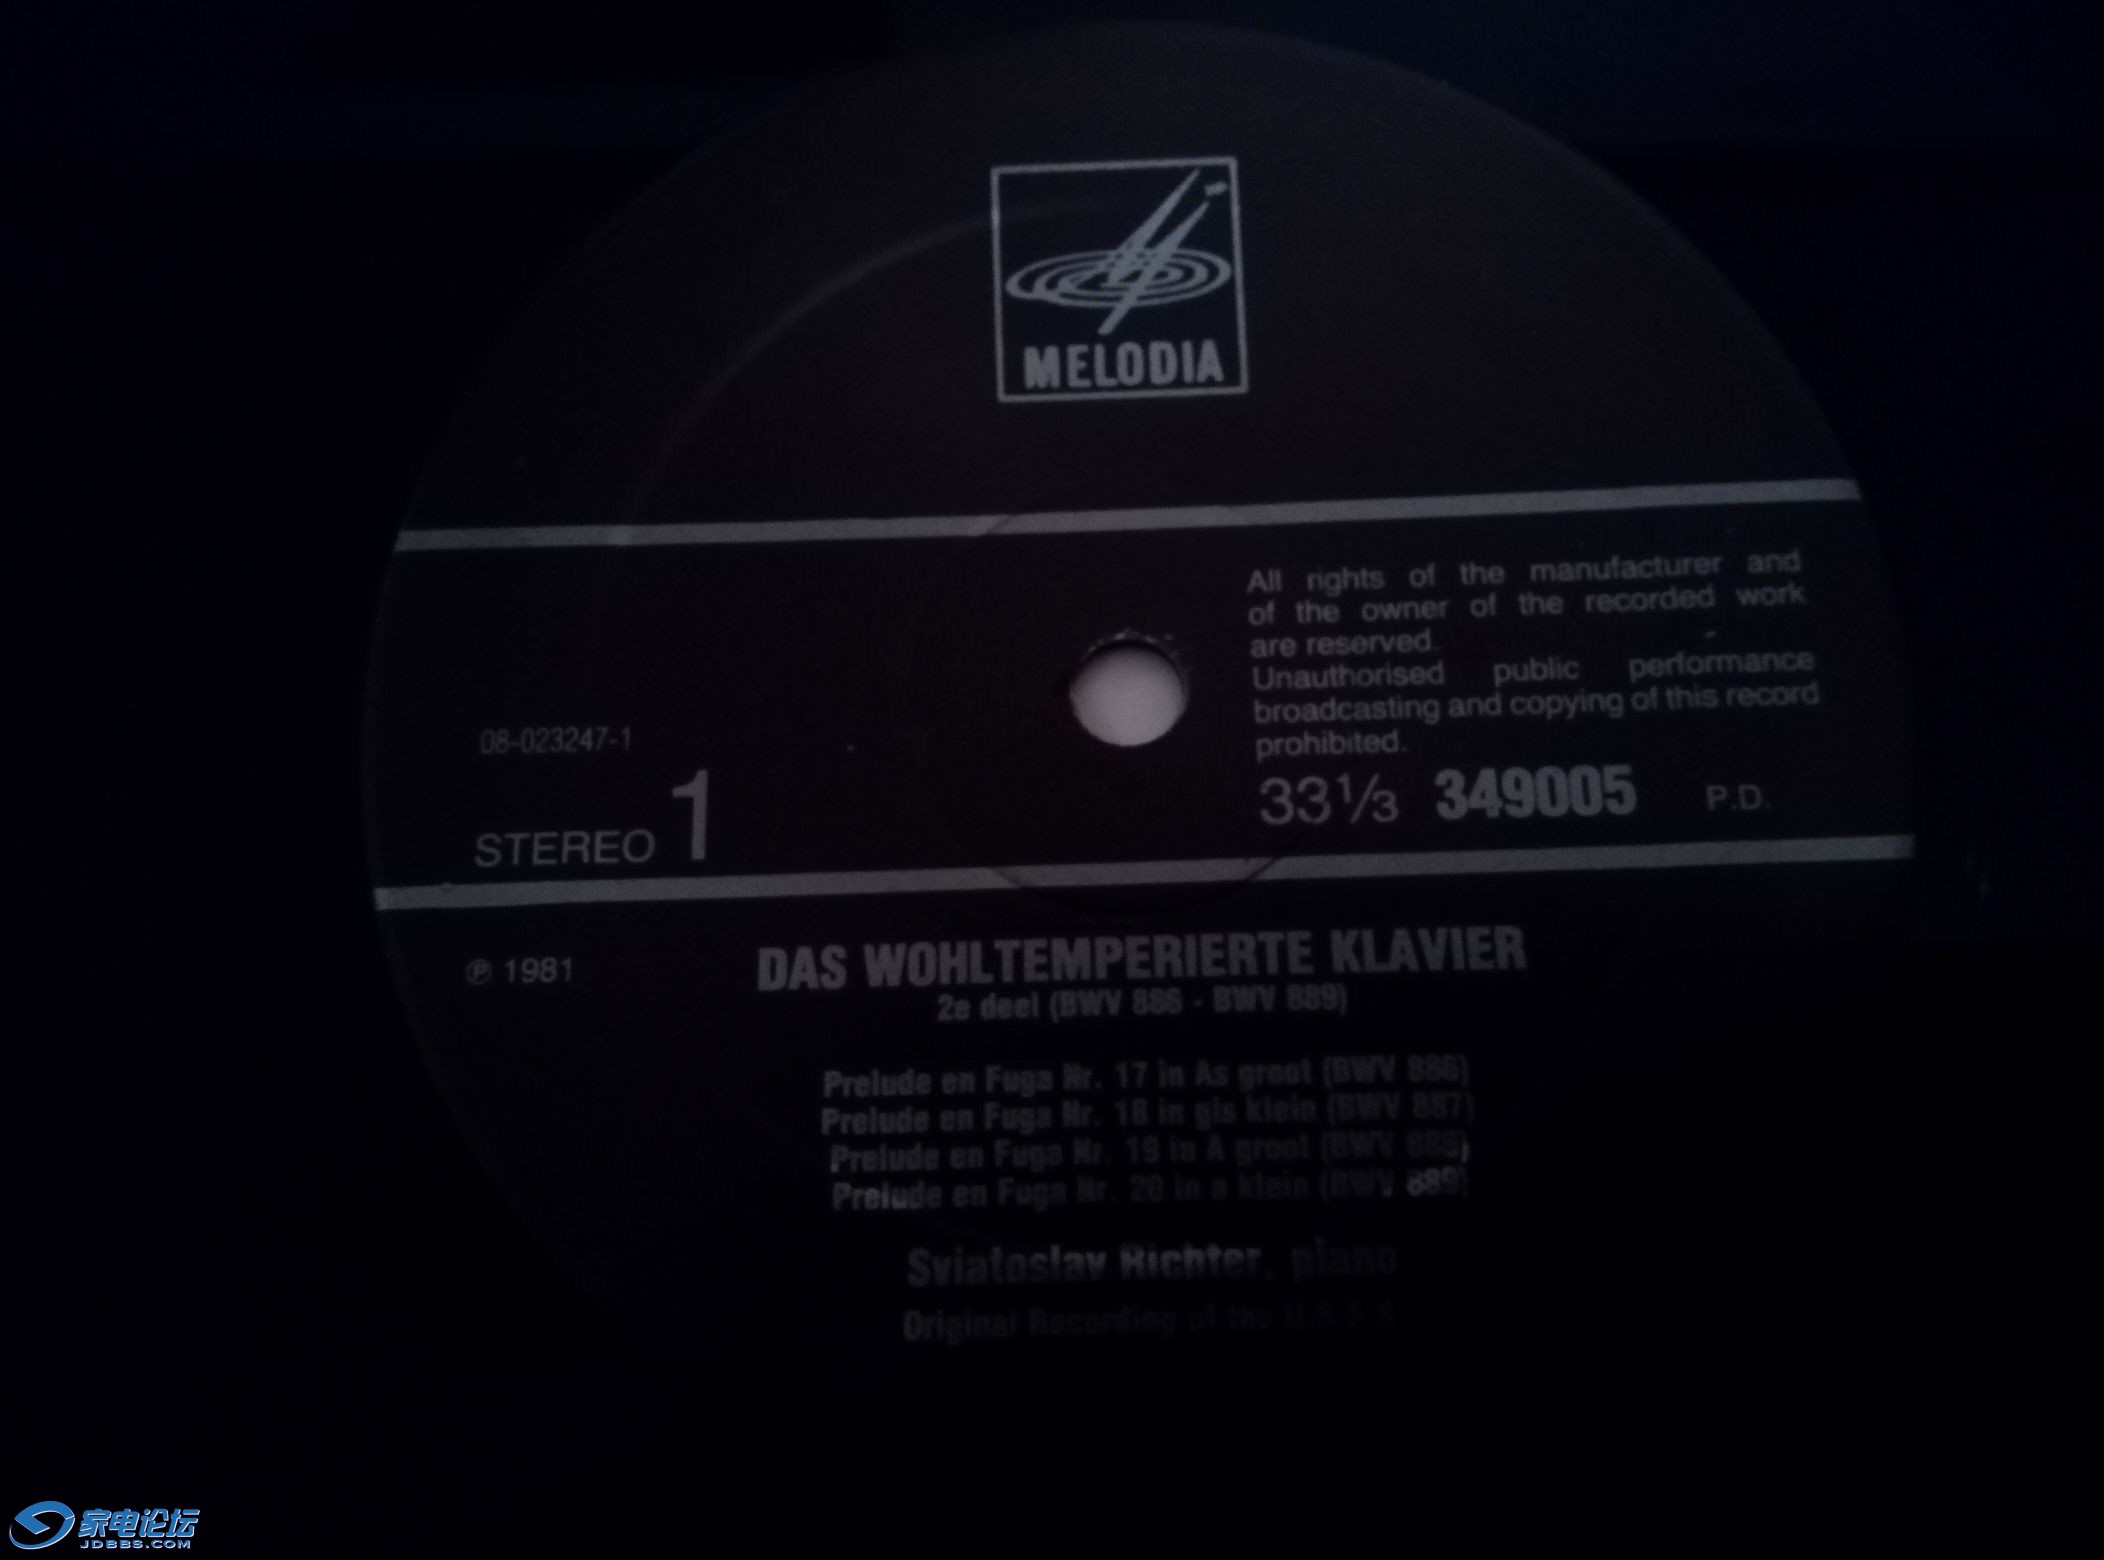 MELODIA
All rights of the manufacturer and
of the owner of the recorded work
are reserved.
Unauthorised public performance
broadcasting and copying of this record
prohibited.
08-023247-1
STEREO 1
33⅓ 349005 P.D.
℗ 1981
DAS WOHLTEMPERIERTE KLAVIER
2e deel (BWV 886 - BWV 889)
Prelude en Fuga Nr. 17 in As groot (BWV 886)
Prelude en Fuga Nr. 18 in gis klein (BWV 887)
Prelude en Fuga Nr. 19 in A groot (BWV 888)
Prelude en Fuga Nr. 20 in a klein (BWV 889)
Sviatoslav Richter, piano
Original Recording of the U.S.S.R.
家电论坛
JDBBS.COM